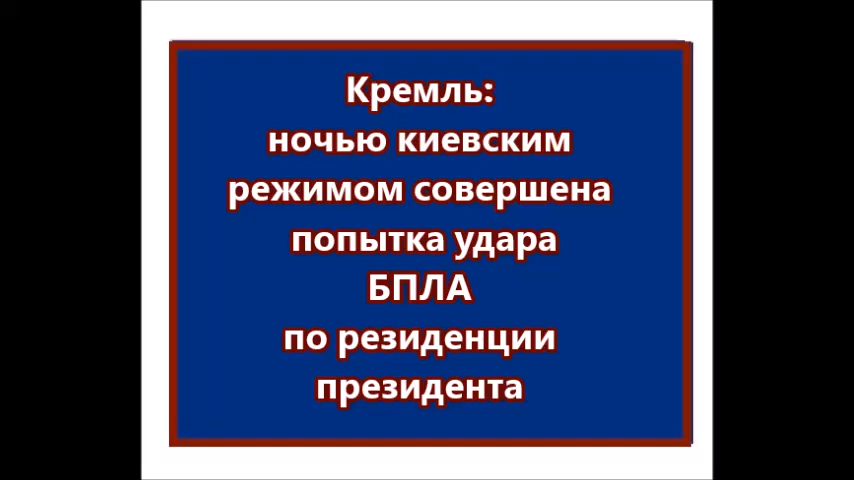 Кремль:
ночью киевским
режимом совершена
попытка удара
БПЛА
по резиденции
президента